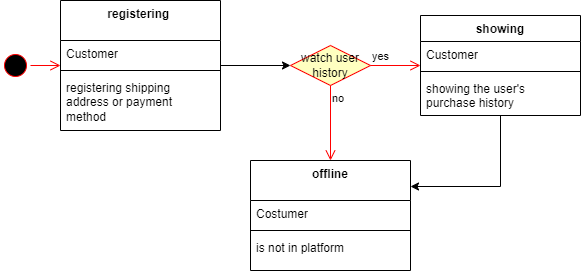 registering
Customer
registering shipping
address or payment
method
watch user
history
yes
no
showing
Customer
showing the user's
purchase history
offline
Costumer
is not in platform